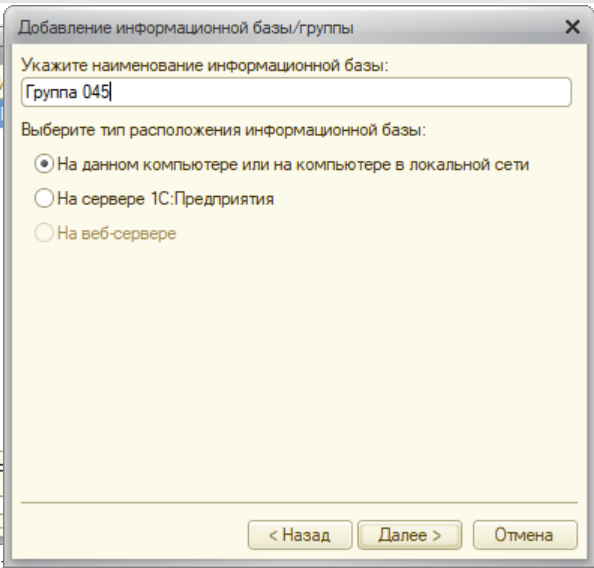 Добавление информационной базы/группы
Укажите наименование информационной базы:
Группа 045
Выберите тип расположения информационной базы:
На данном компьютере или на компьютере в локальной сети
На сервере 1С:Предприятия
На веб-сервере
< Назад Далее > Отмена